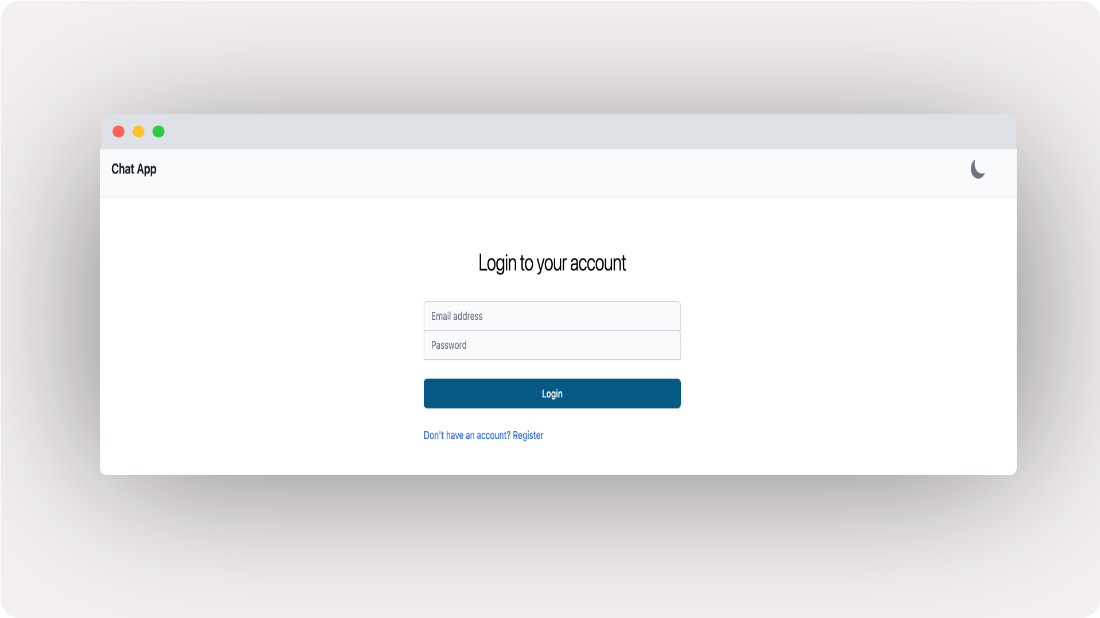 Chat App
Login to your account
Email address
Password
Login
Don't have an account? Register